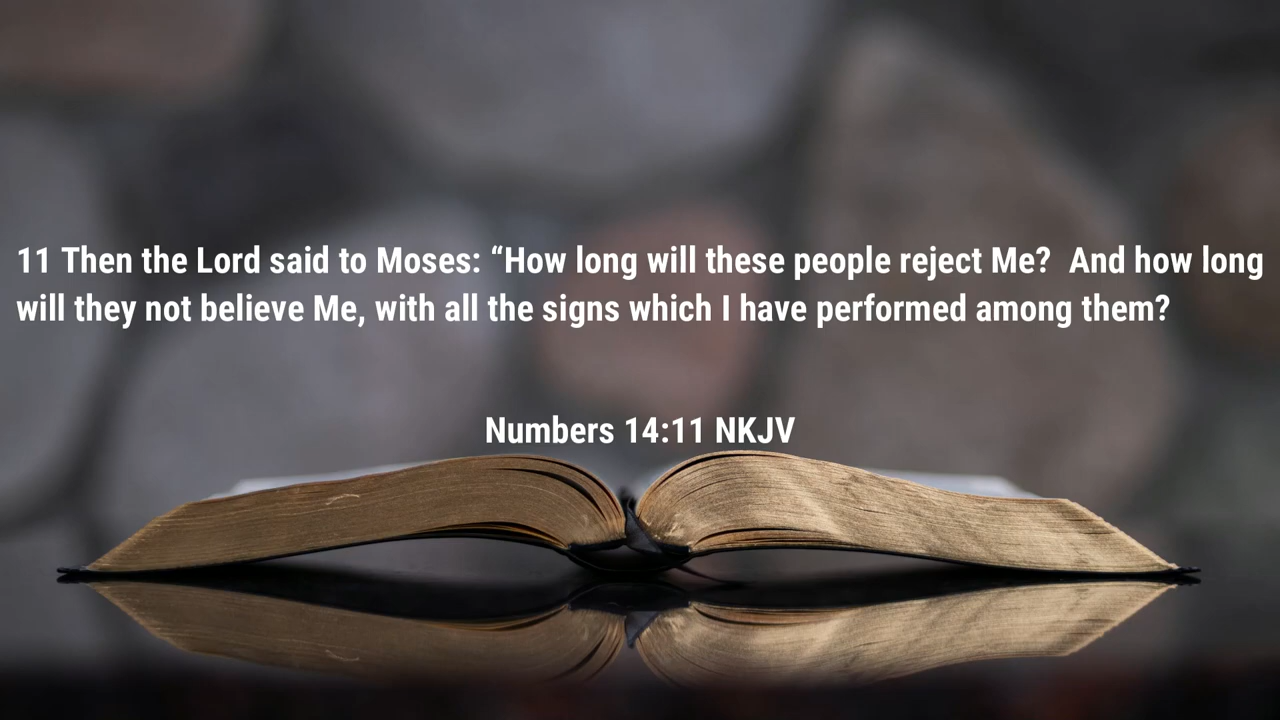 11 Then the Lord said to Moses: “How long will these people reject Me?  And how long
will they not believe Me, with all the signs which I have performed among them?
Numbers 14:11 NKJV